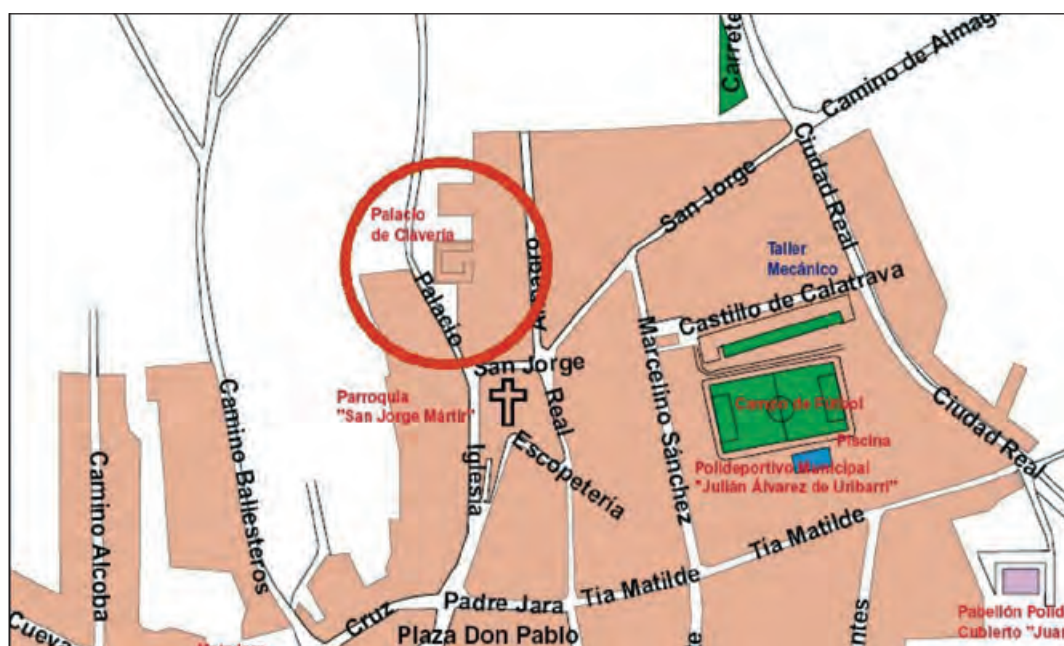 Carrete
Camino de Almag
Ciudad Real
San Jorge
Palacio
de Clavería
Taller
Mecánico
Castillo de Calatrava
Palacio
San Jorge
Marcelino Sánchez
Parroquia
"San Jorge Mártir"
Real
Iglesia
Escopetería
Campo de Fútbol
Piscina
Polideportivo Municipal
"Julián Álvarez de Uribarri"
Ciudad Real
Camino Alcoba
Camino Ballesteros
Tía Matilde
Tía Matilde
Cruz
Padre Jara
Plaza Don Pablo
Cueva
ntes
Pabellón Polid
Cubierto "Juan